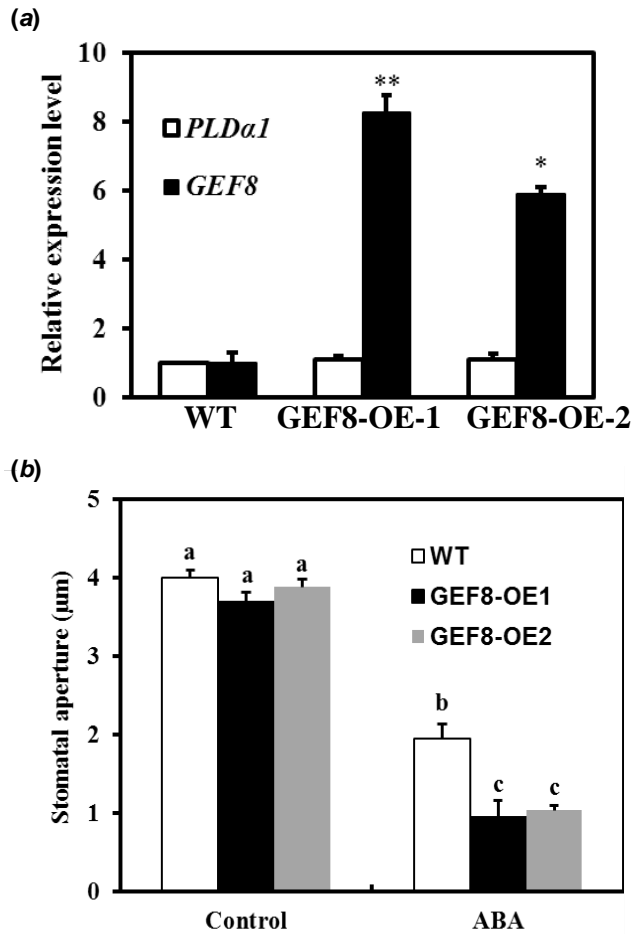 (a)
Relative expression level
10
8
6
4
2
0
PLDα1
GEF8
**
*
WT GEF8-OE-1 GEF8-OE-2
(b)
Stomatal aperture (μm)
5
4
3
2
1
0
a a a
b c c
WT
GEF8-OE1
GEF8-OE2
Control ABA